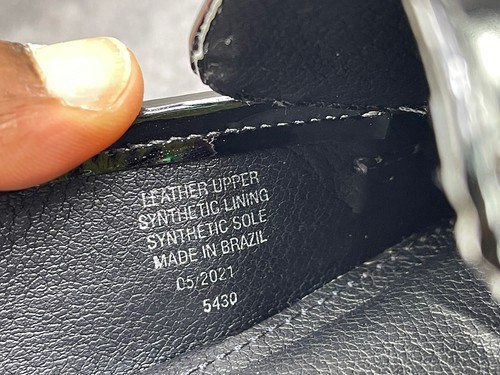 LEATHER UPPER
SYNTHETIC LINING
SYNTHETIC SOLE
MADE IN BRAZIL
05/2021
5430